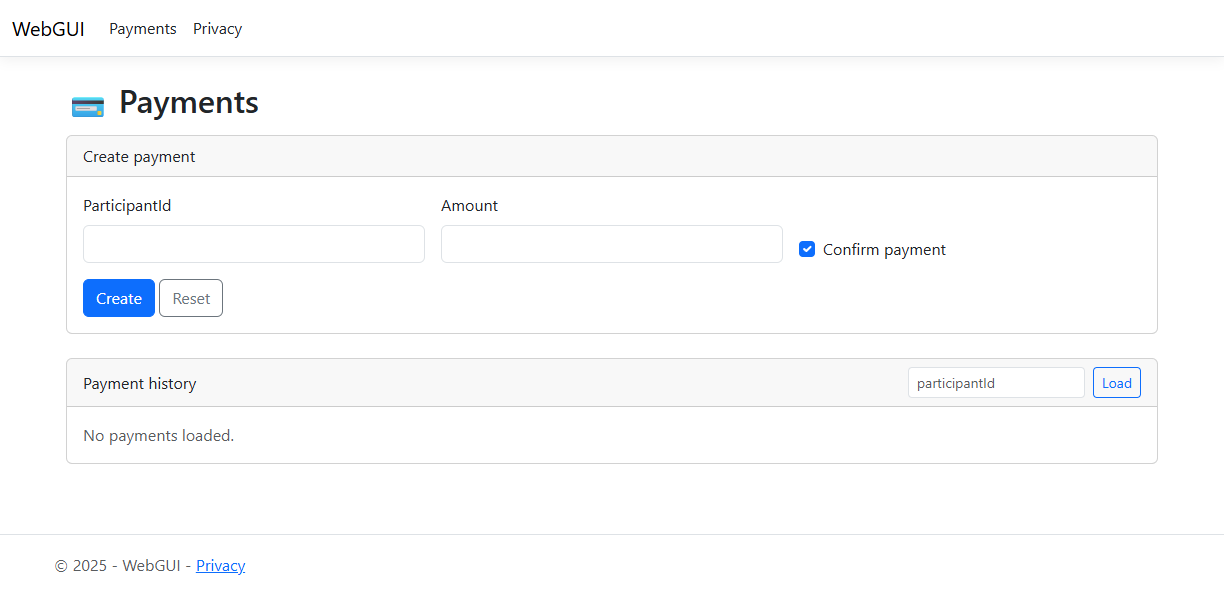 WebGUI Payments Privacy
Payments
Create payment
ParticipantId Amount
Confirm payment
Create Reset
Payment history participantId Load
No payments loaded.
© 2025 - WebGUI - Privacy